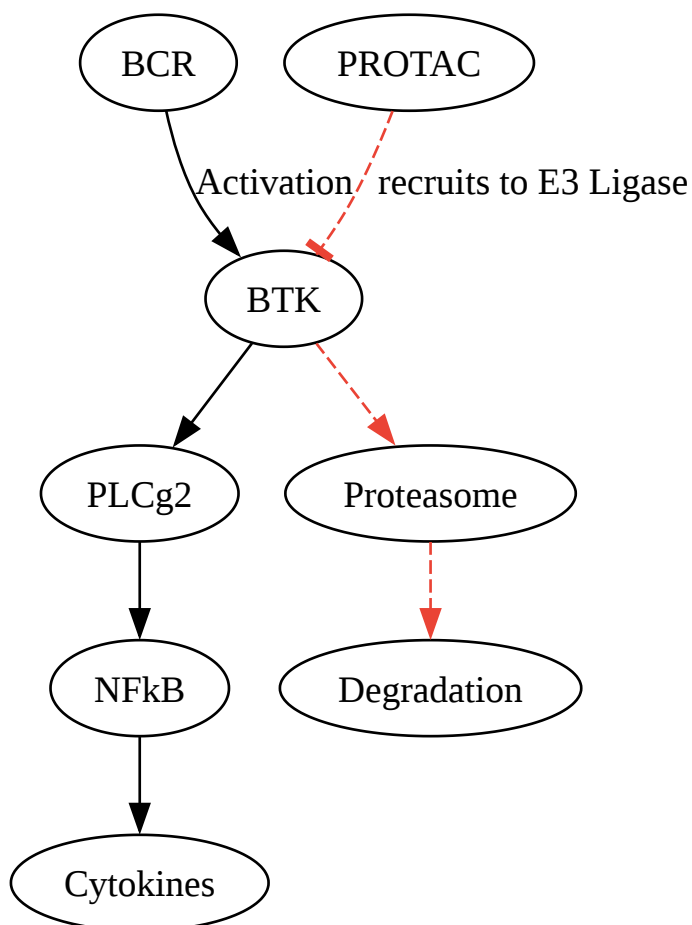 BCR
PROTAC
Activation
recruits to E3 Ligase
BTK
PLCg2
Proteasome
NFkB
Degradation
Cytokines